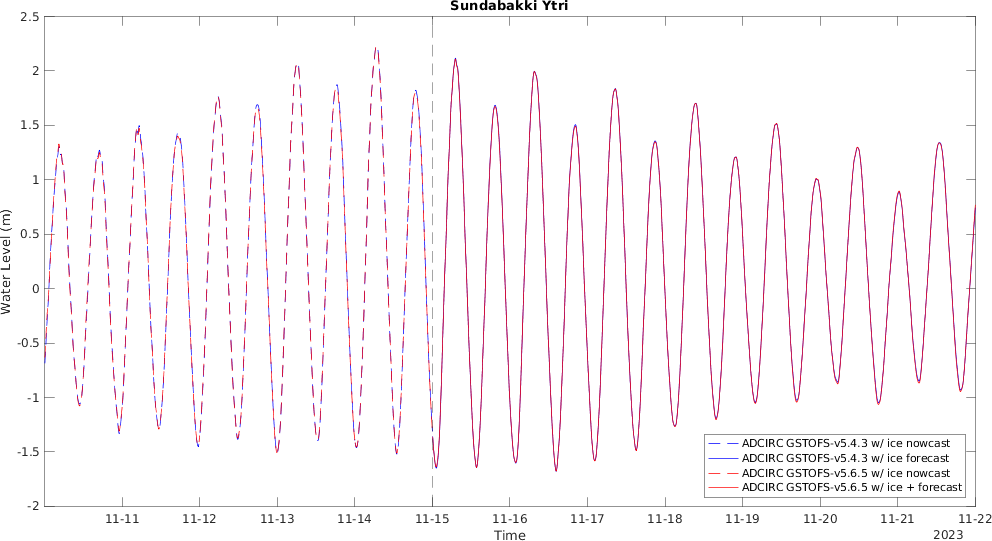 Sundabakki Ytri
2.5
2
1.5
1
0.5
0
-0.5
-1
-1.5
-2
Water Level (m)
ADCIRC GSTOFS-v5.4.3 w/ ice nowcast
ADCIRC GSTOFS-v5.4.3 w/ ice forecast
ADCIRC GSTOFS-v5.6.5 w/ ice nowcast
ADCIRC GSTOFS-v5.6.5 w/ ice + forecast
11-11 11-12 11-13 11-14 11-15 11-16 11-17 11-18 11-19 11-20 11-21 11-22
Time
2023